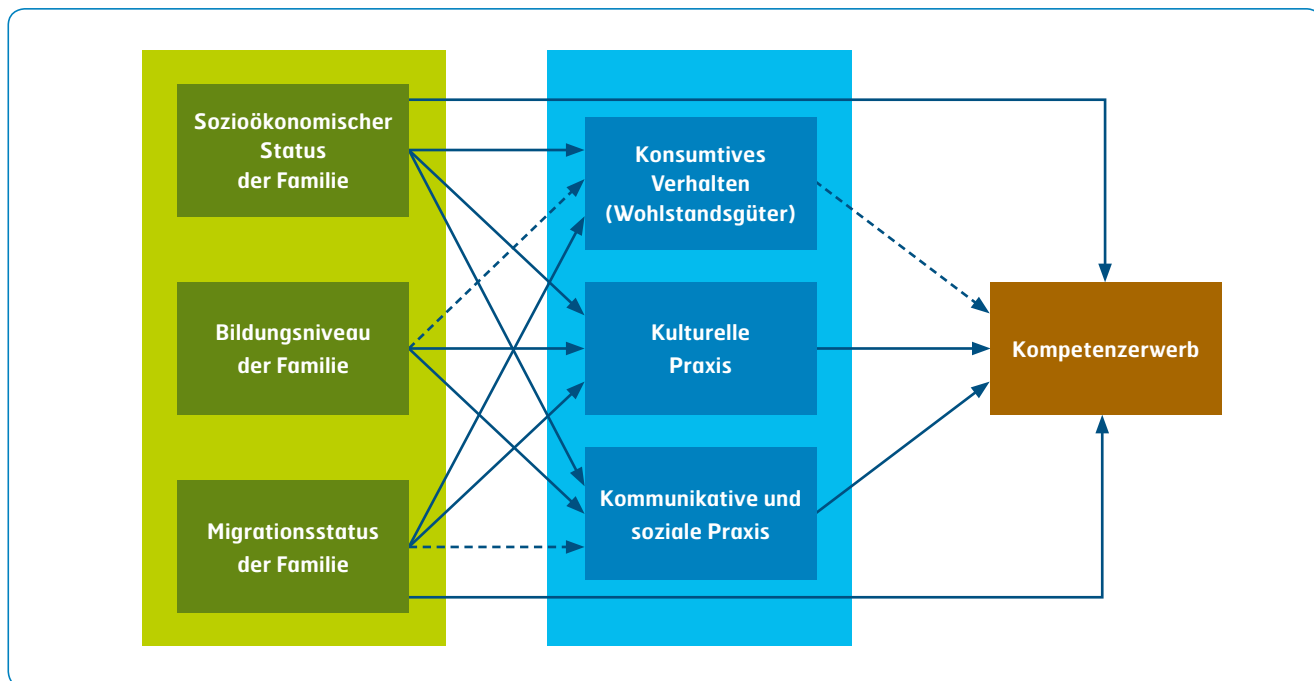 Sozioökonomischer
Status
der Familie
Bildungsniveau
der Familie
Migrationsstatus
der Familie
Konsumtives
Verhalten
(Wohlstandsgüter)
Kulturelle
Praxis
Kommunikative und
soziale Praxis
Kompetenzerwerb